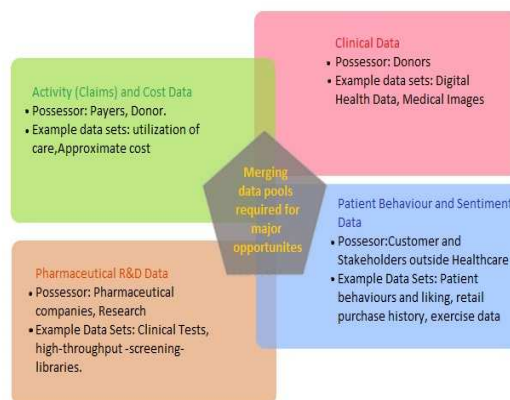 Clinical Data
• Possessor: Donors
• Example data sets: Digital
Health Data, Medical Images
Activity (Claims) and Cost Data
• Possessor: Payers, Donor.
• Example data sets: utilization of
care,Approximate cost
Merging
data pools
required for
major
opportunites
Patient Behaviour and Sentiment
Data
• Possesor:Customer and
Stakeholders outside Healthcare
• Example Data Sets: Patient
behaviours and liking, retail
purchase history, exercise data
Pharmaceutical R&D Data
• Possessor: Pharmaceutical
companies, Research
• Example Data Sets: Clinical Tests,
high-throughput -screening-
libraries.